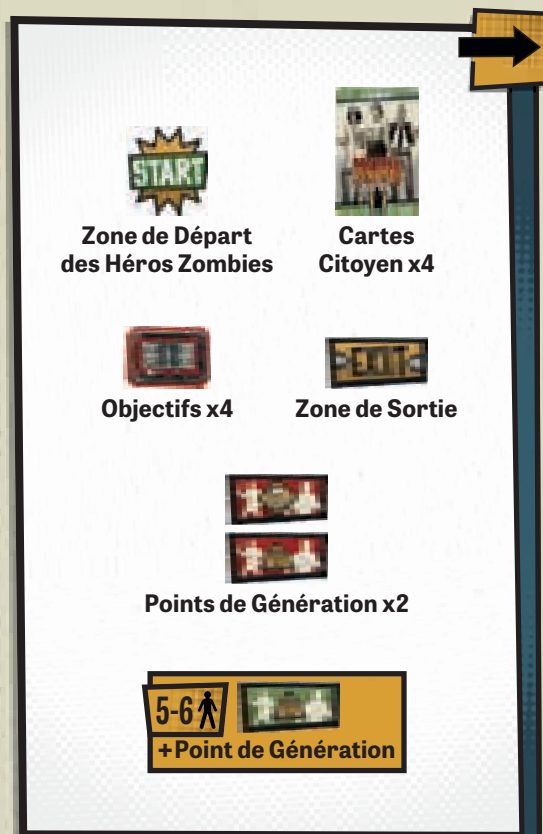 START
Zone de Départ
des Héros Zombies
Cartes
Citoyen x4
Objectifs x4
EXIT
Zone de Sortie
Points de Génération x2
5-6
+Point de Génération